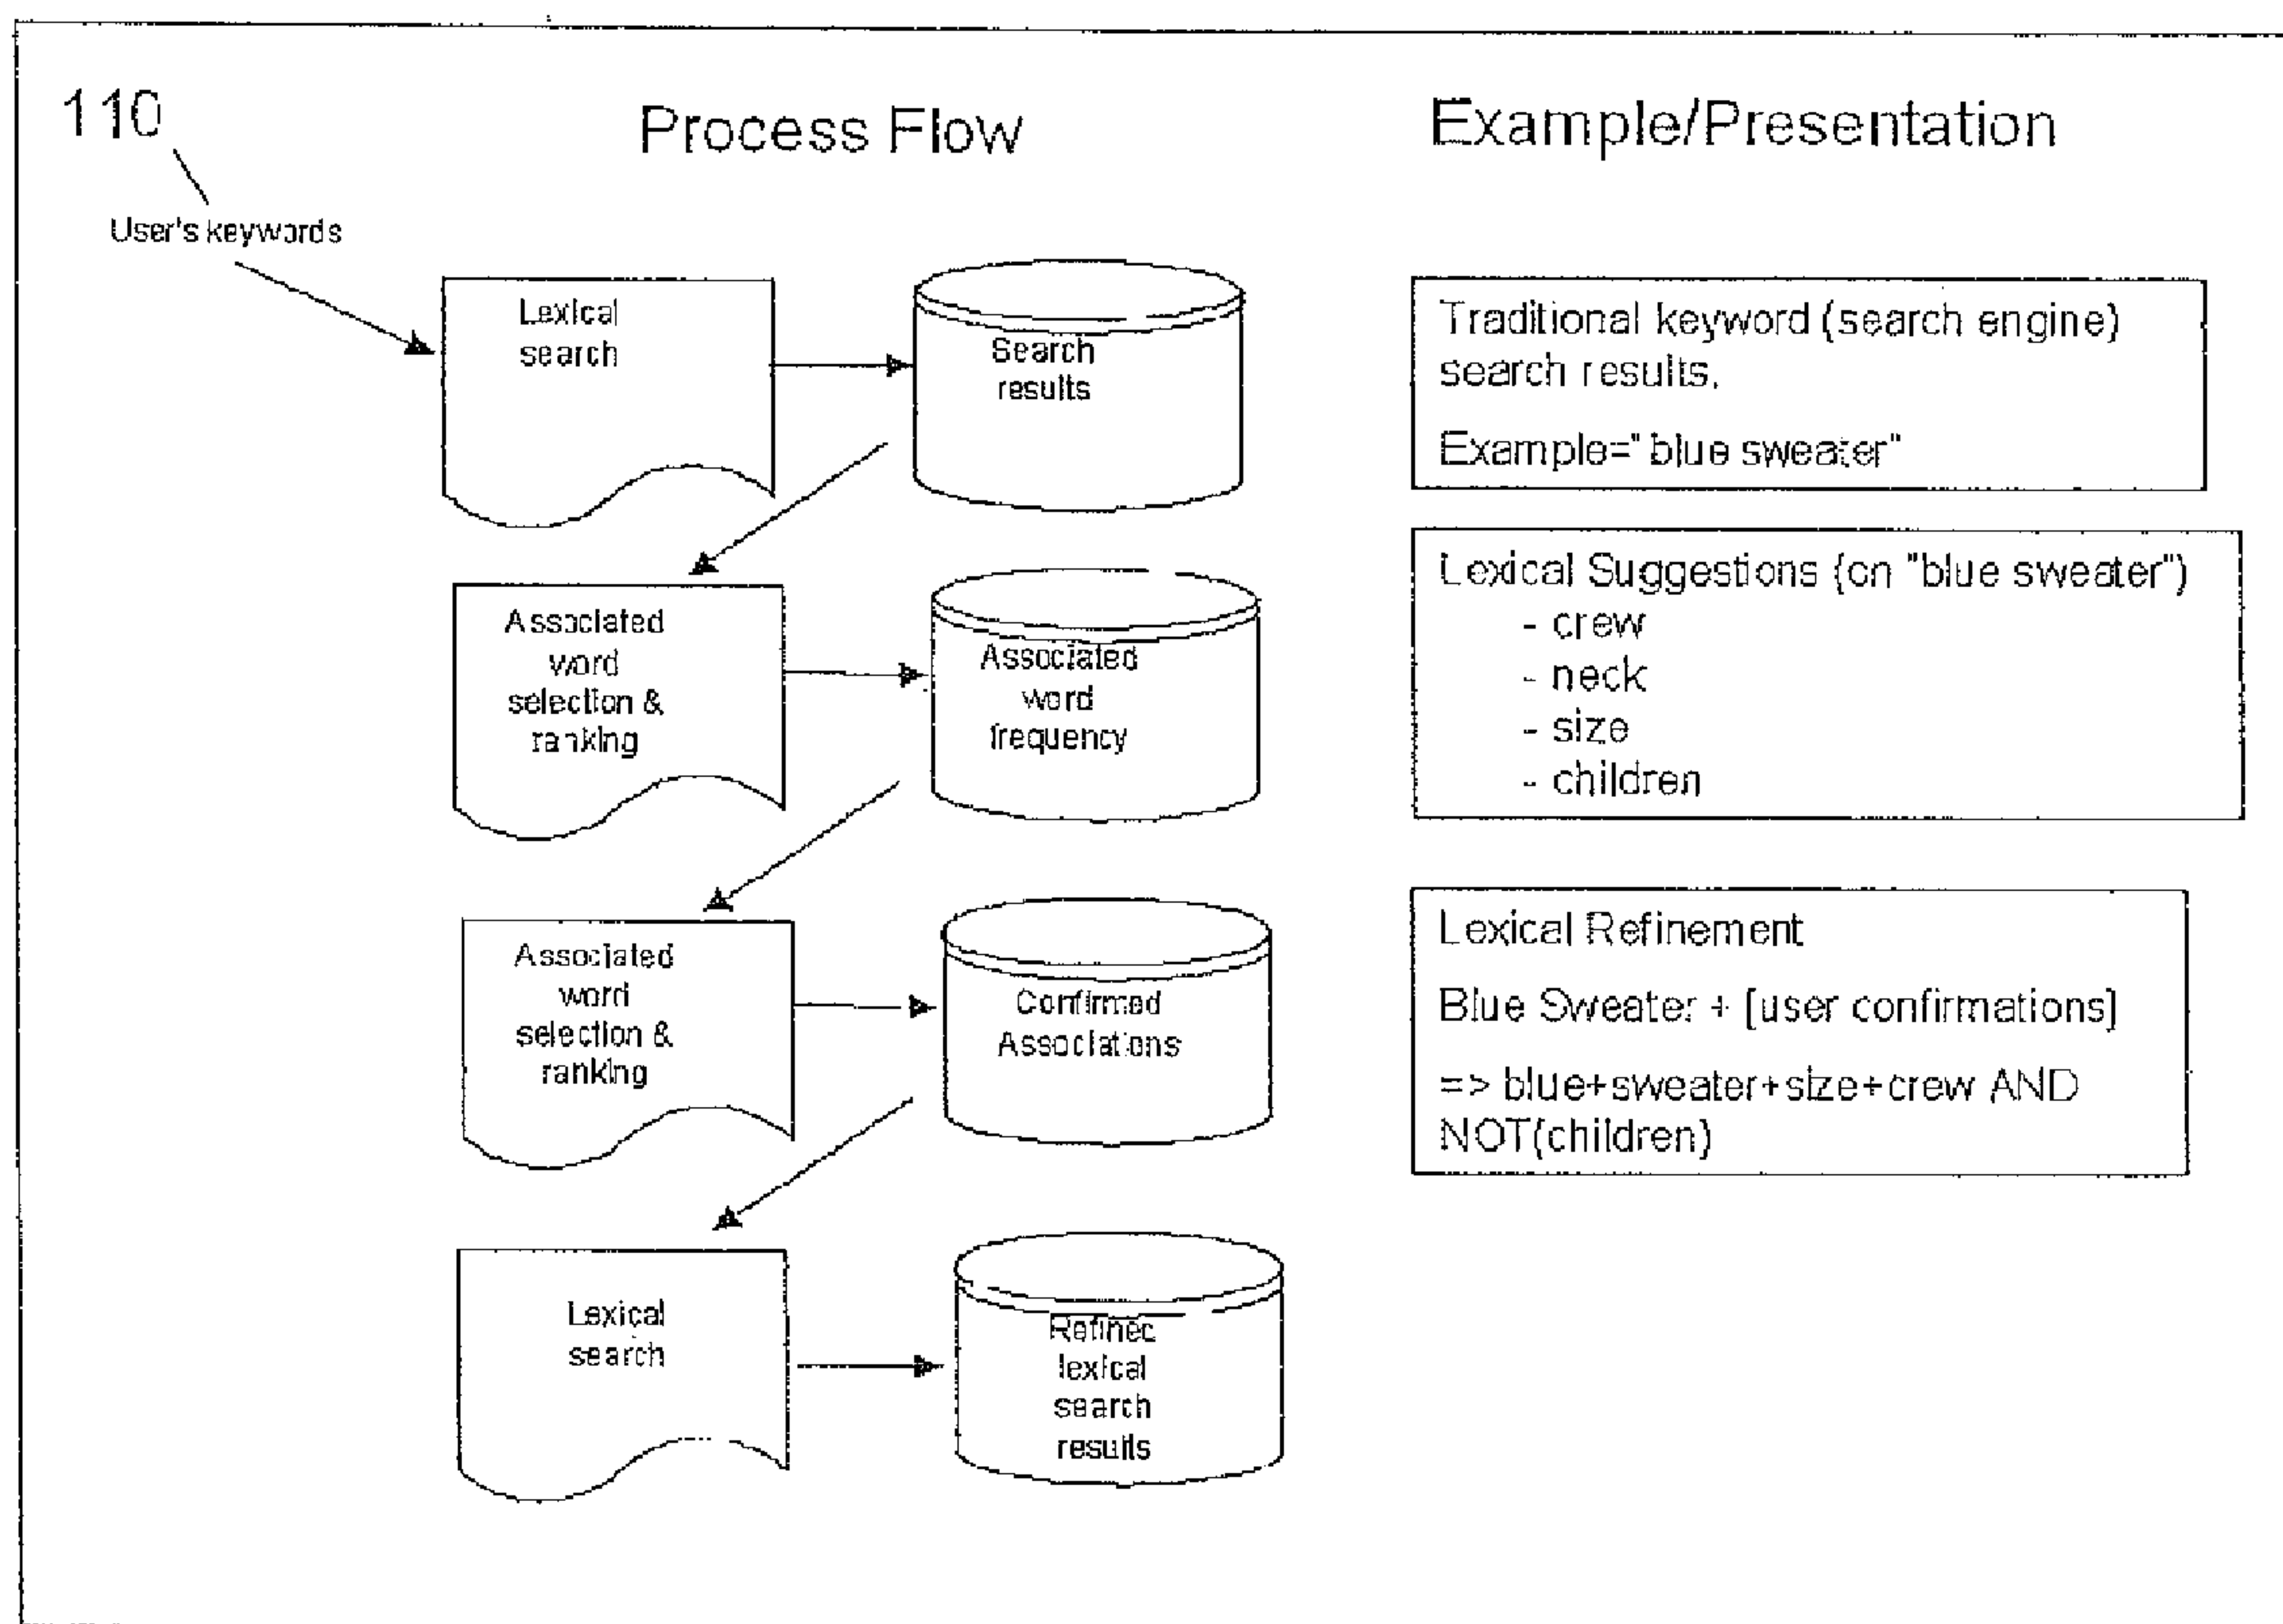 110
Process Flow
Example/Presentation
User's keywords
Lexical
search
Search
results
Traditional keyword (search engine)
search results.
Example="blue sweater"
Associated
word
selection &
ranking
Associated
word
frequency
Lexical Suggestions (on "blue sweater")
- crew
- neck
- size
- children
Associated
word
selection &
ranking
Confirmed
Associations
Lexical Refinement
Blue Sweater + [user confirmations]
=> blue+sweater+size+crew AND
NOT(children)
Lexical
search
Refined
lexical
search
results